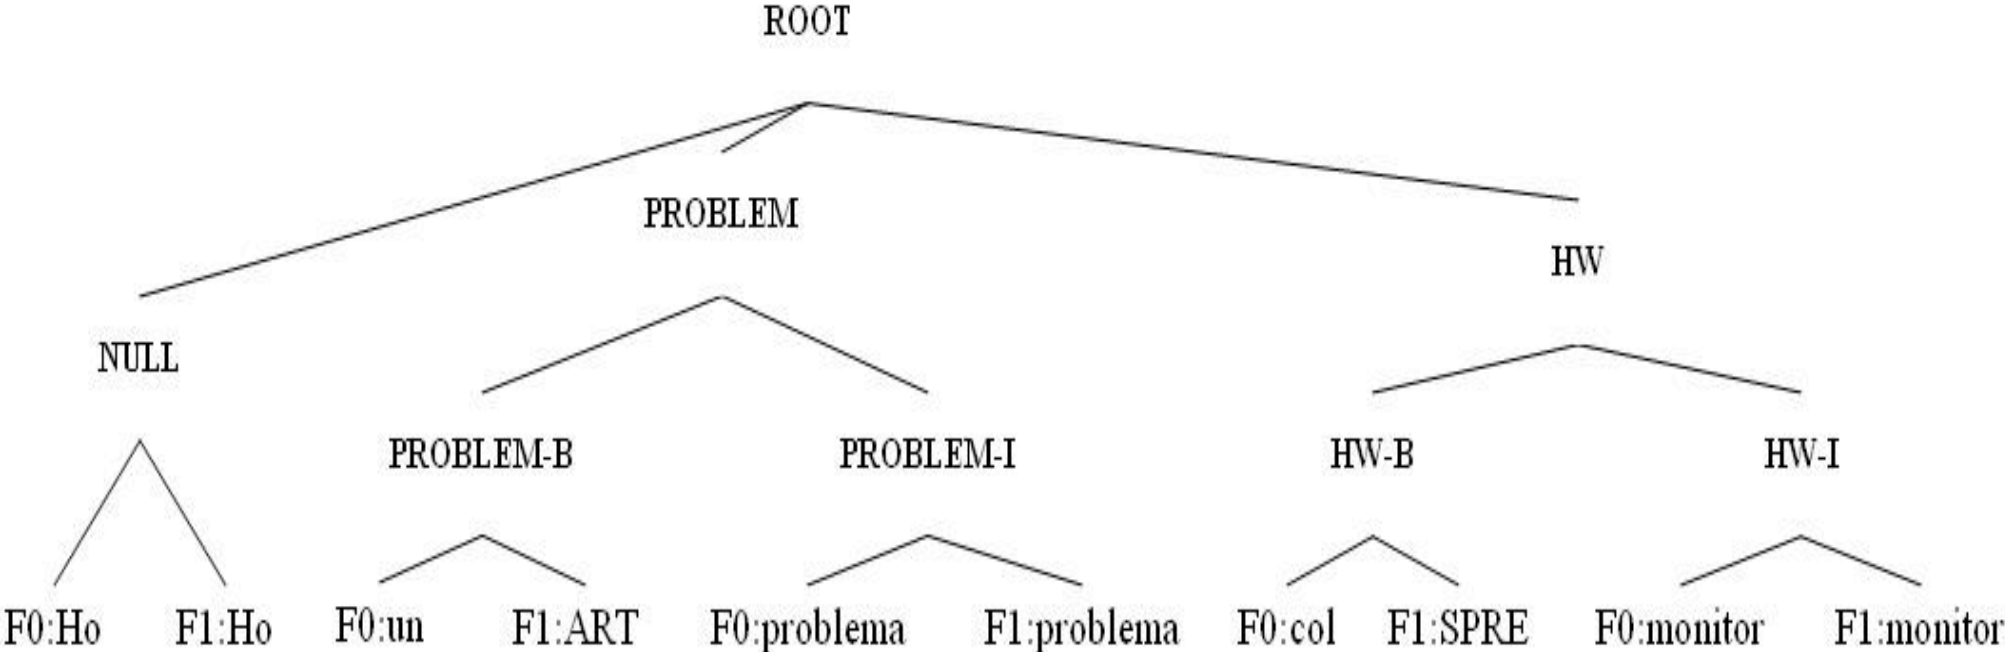 ROOT
PROBLEM
HW
NULL
PROBLEM-B PROBLEM-I HW-B HW-I
F0:Ho F1:Ho F0:un F1:ART F0:problema F1:problema F0:col F1:SPRE F0:monitor F1:monitor